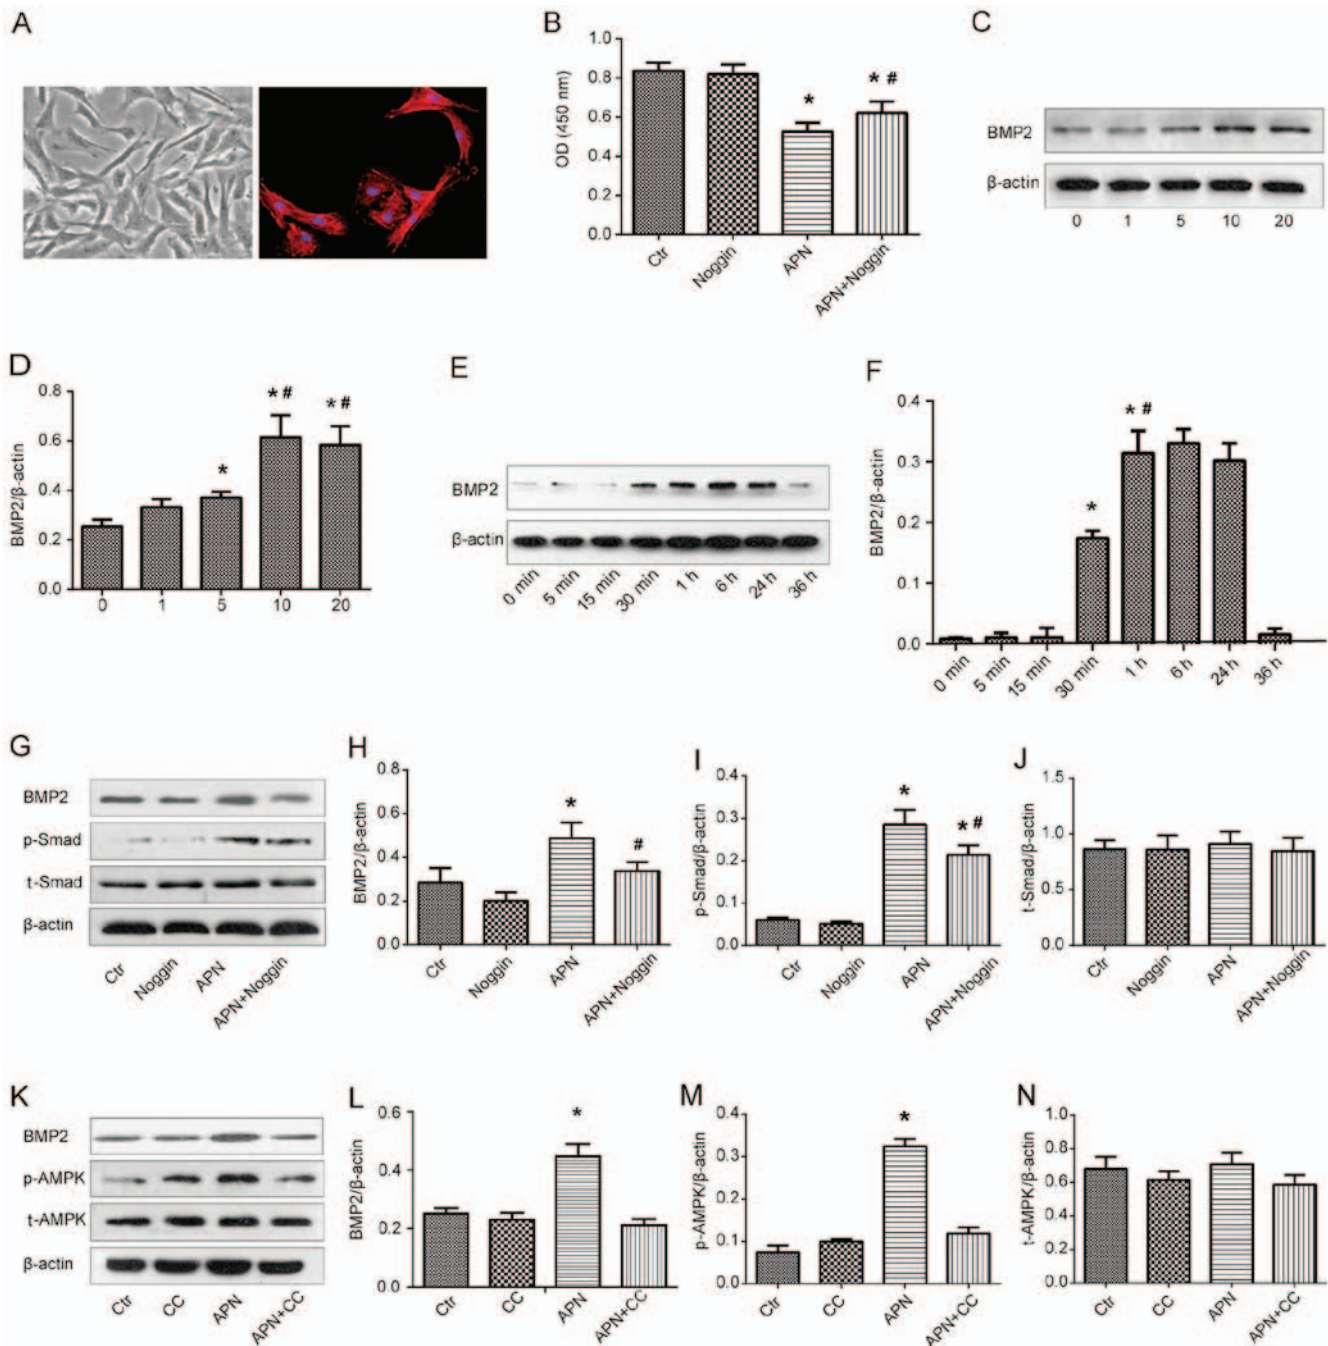 A
B
OD (450 nm)
1.0
0.8
0.6
0.4
0.2
0.0
*
* #
Ctr
Noggin
APN
APN+Noggin
C
BMP2
β-actin
0 1 5 10 20
D
BMP2/β-actin
0.8
0.6
0.4
0.2
0.0
*
* #
* #
0 1 5 10 20
E
BMP2
β-actin
0 min 5 min 15 min 30 min 1 h 6 h 24 h 36 h
F
BMP2/β-actin
0.4
0.3
0.2
0.1
0.0
*
* #
0 min 5 min 15 min 30 min 1 h 6 h 24 h 36 h
G
BMP2
p-Smad
t-Smad
β-actin
Ctr Noggin APN APN+Noggin
H
BMP2/β-actin
0.8
0.6
0.4
0.2
0.0
*
#
Ctr Noggin APN APN+Noggin
I
p-Smad/β-actin
0.4
0.3
0.2
0.1
0.0
*
* #
Ctr Noggin APN APN+Noggin
J
t-Smad/β-actin
1.5
1.0
0.5
0.0
Ctr Noggin APN APN+Noggin
K
BMP2
p-AMPK
t-AMPK
β-actin
Ctr CC APN APN+CC
L
BMP2/β-actin
0.6
0.4
0.2
0.0
*
Ctr CC APN APN+CC
M
p-AMPK/β-actin
0.4
0.3
0.2
0.1
0.0
*
Ctr CC APN APN+CC
N
t-AMPK/β-actin
1.0
0.8
0.6
0.4
0.2
0.0
Ctr CC APN APN+CC